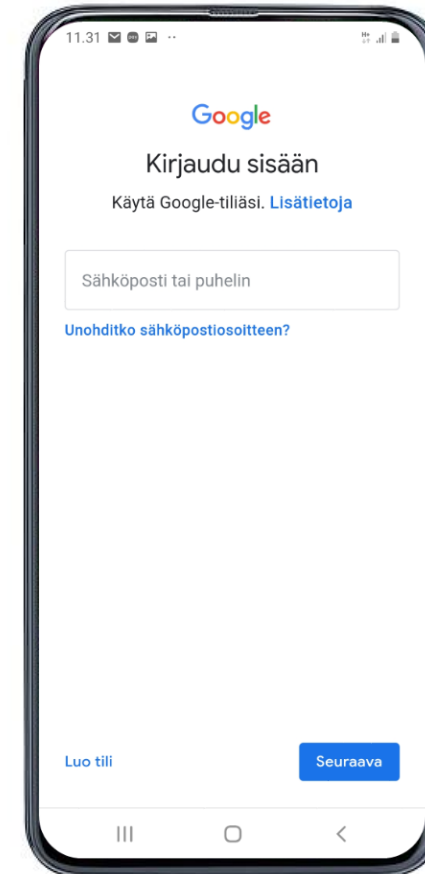 11.31
Google
Kirjaudu sisään
Käytä Google-tiliäsi. Lisätietoja
Sähköposti tai puhelin
Unohditko sähköpostiosoitteen?
Luo tili
Seuraava